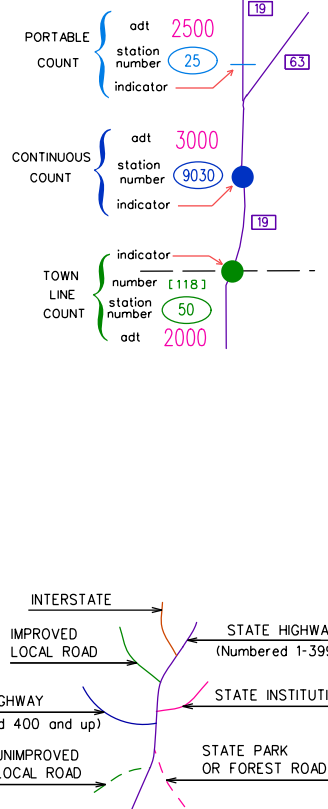 19
adt 2500
PORTABLE
COUNT
station
number 25
63
indicator
adt 3000
CONTINUOUS
COUNT
station
number 9030
indicator
19
indicator
TOWN
LINE
COUNT
number [118]
station
number 50
adt 2000
INTERSTATE
IMPROVED
LOCAL ROAD
STATE HIGHWA
(Numbered 1-399
GHWAY
d 400 and up)
STATE INSTITUTI
UNIMPROVED
LOCAL ROAD
STATE PARK
OR FOREST ROAD